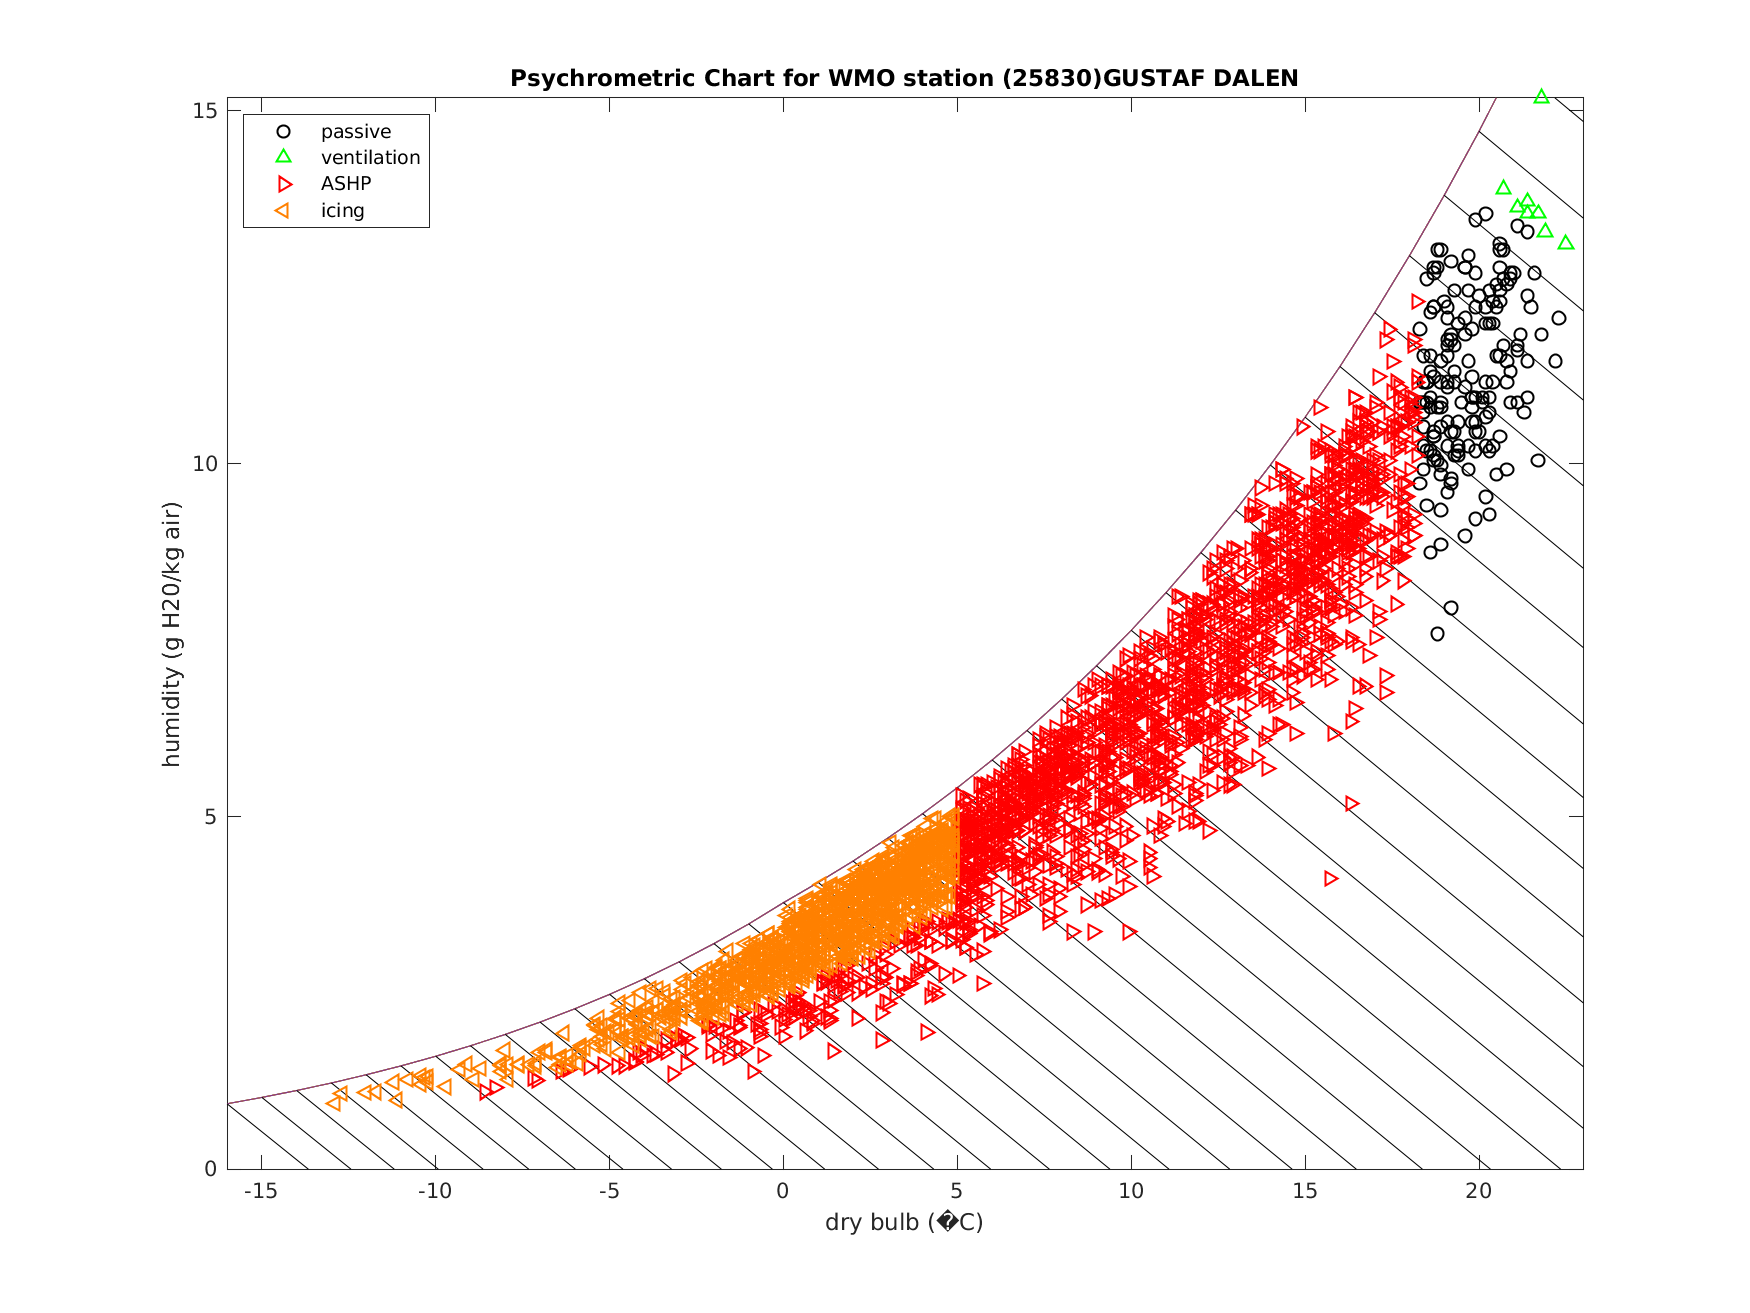 Psychrometric Chart for WMO station (25830)GUSTAF DALEN
passive
ventilation
ASHP
icing
15
10
5
0
humidity (g H20/kg air)
-15 -10 -5 0 5 10 15 20
dry bulb (�C)